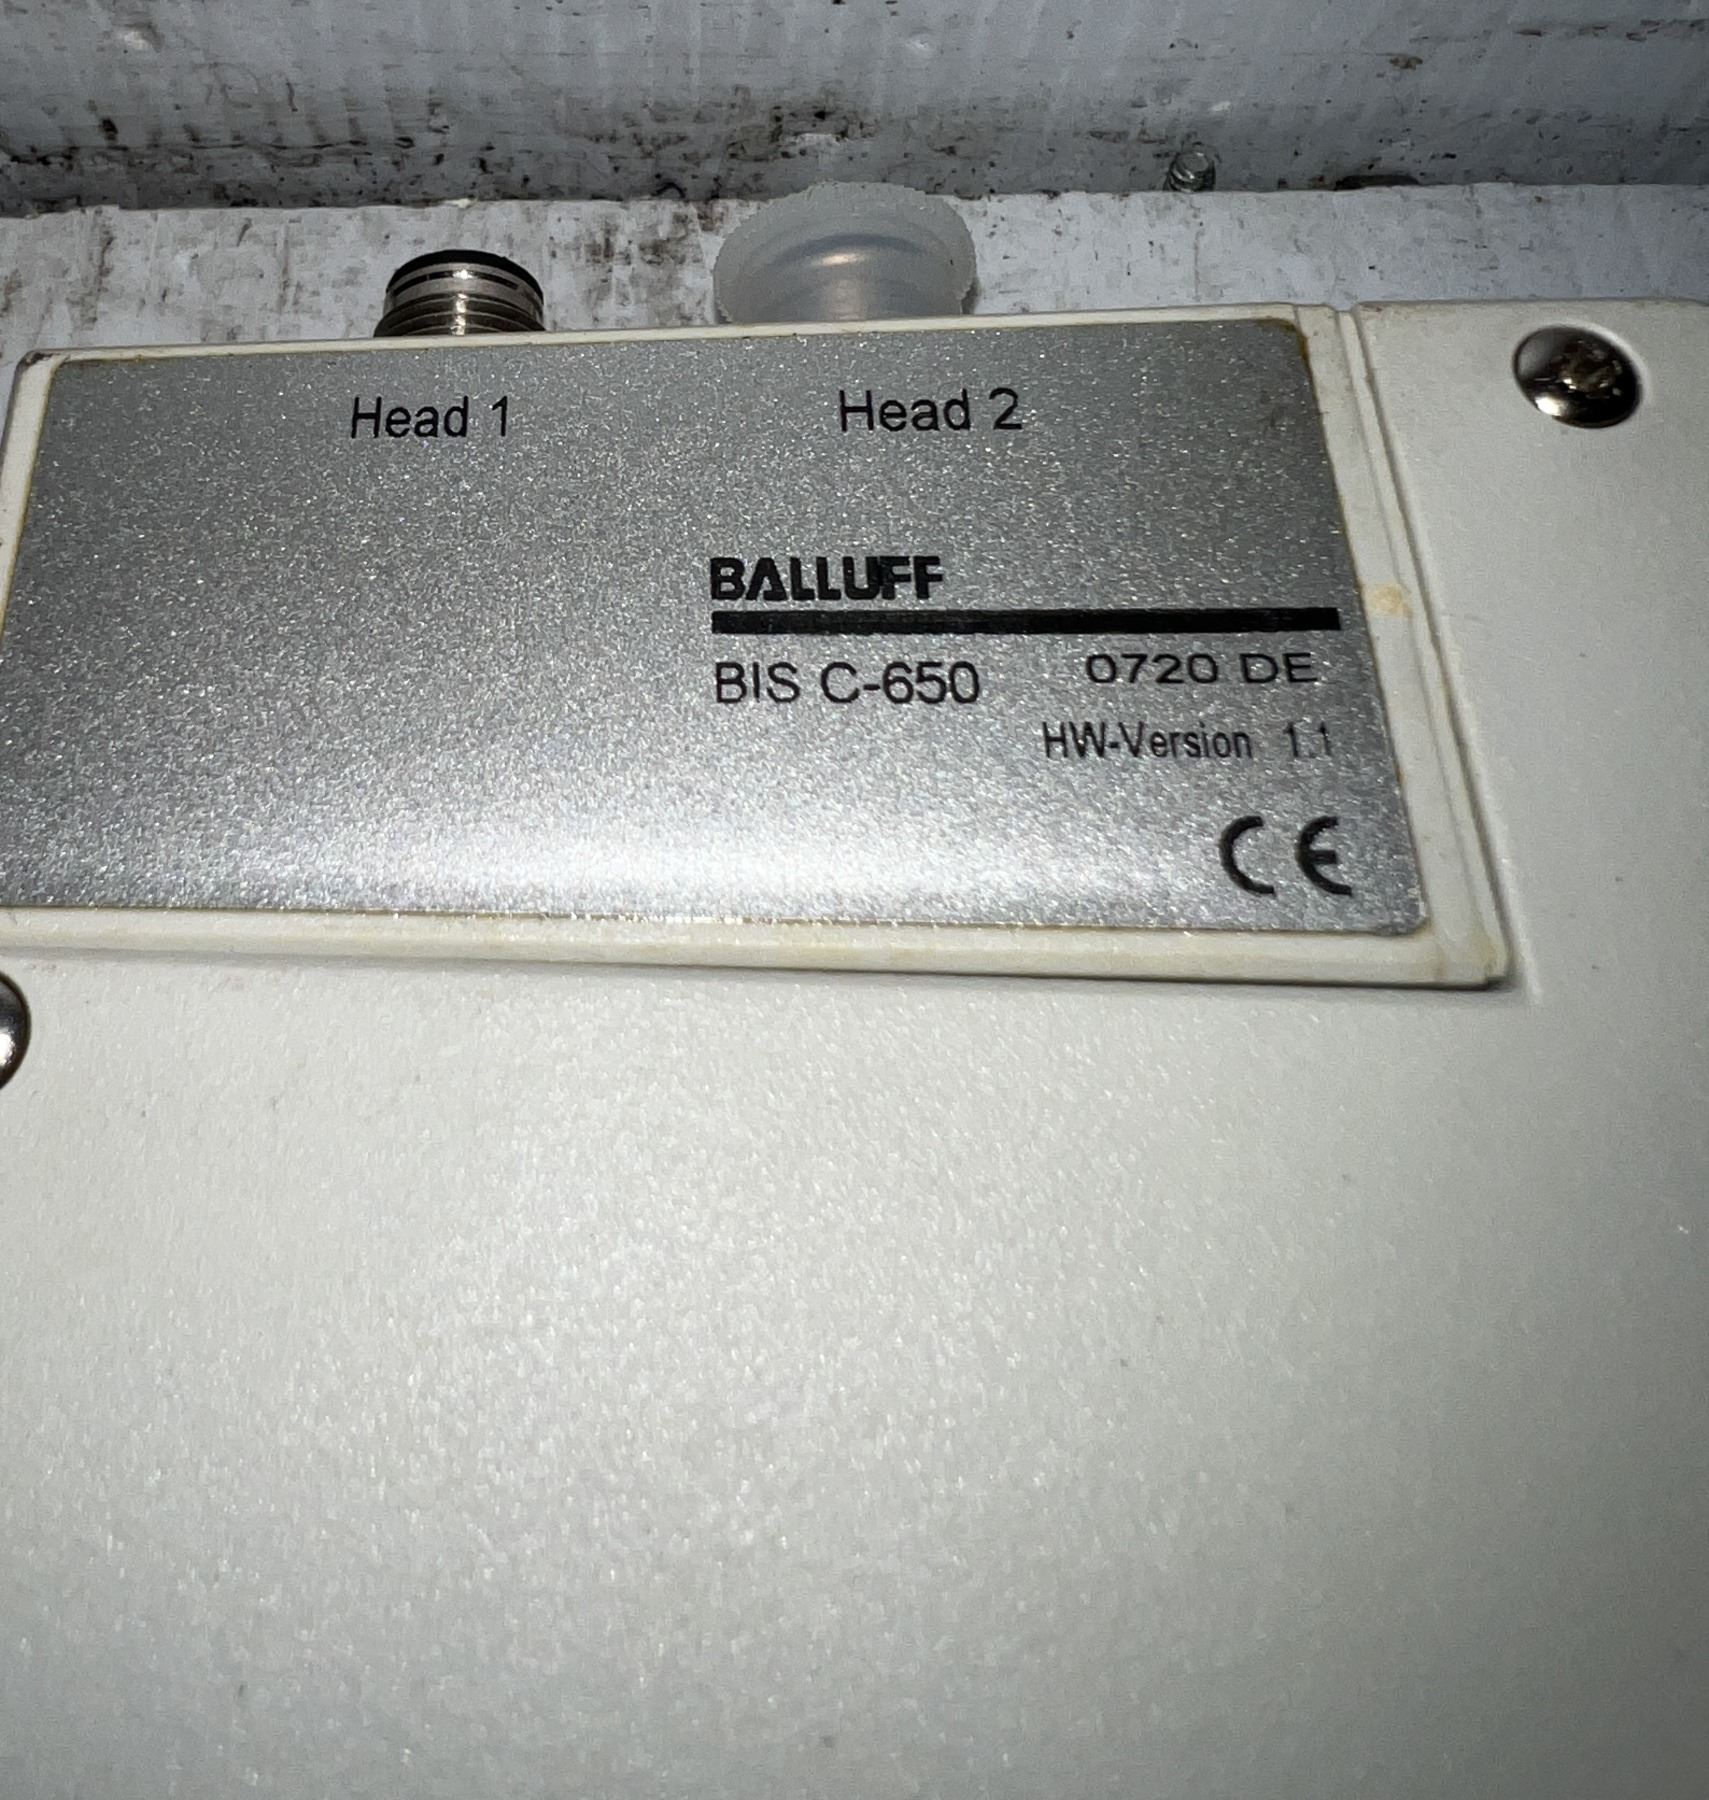 Head 1 Head 2
BALLUFF
BIS C-650 0720 DE
HW-Version 1.1
CE